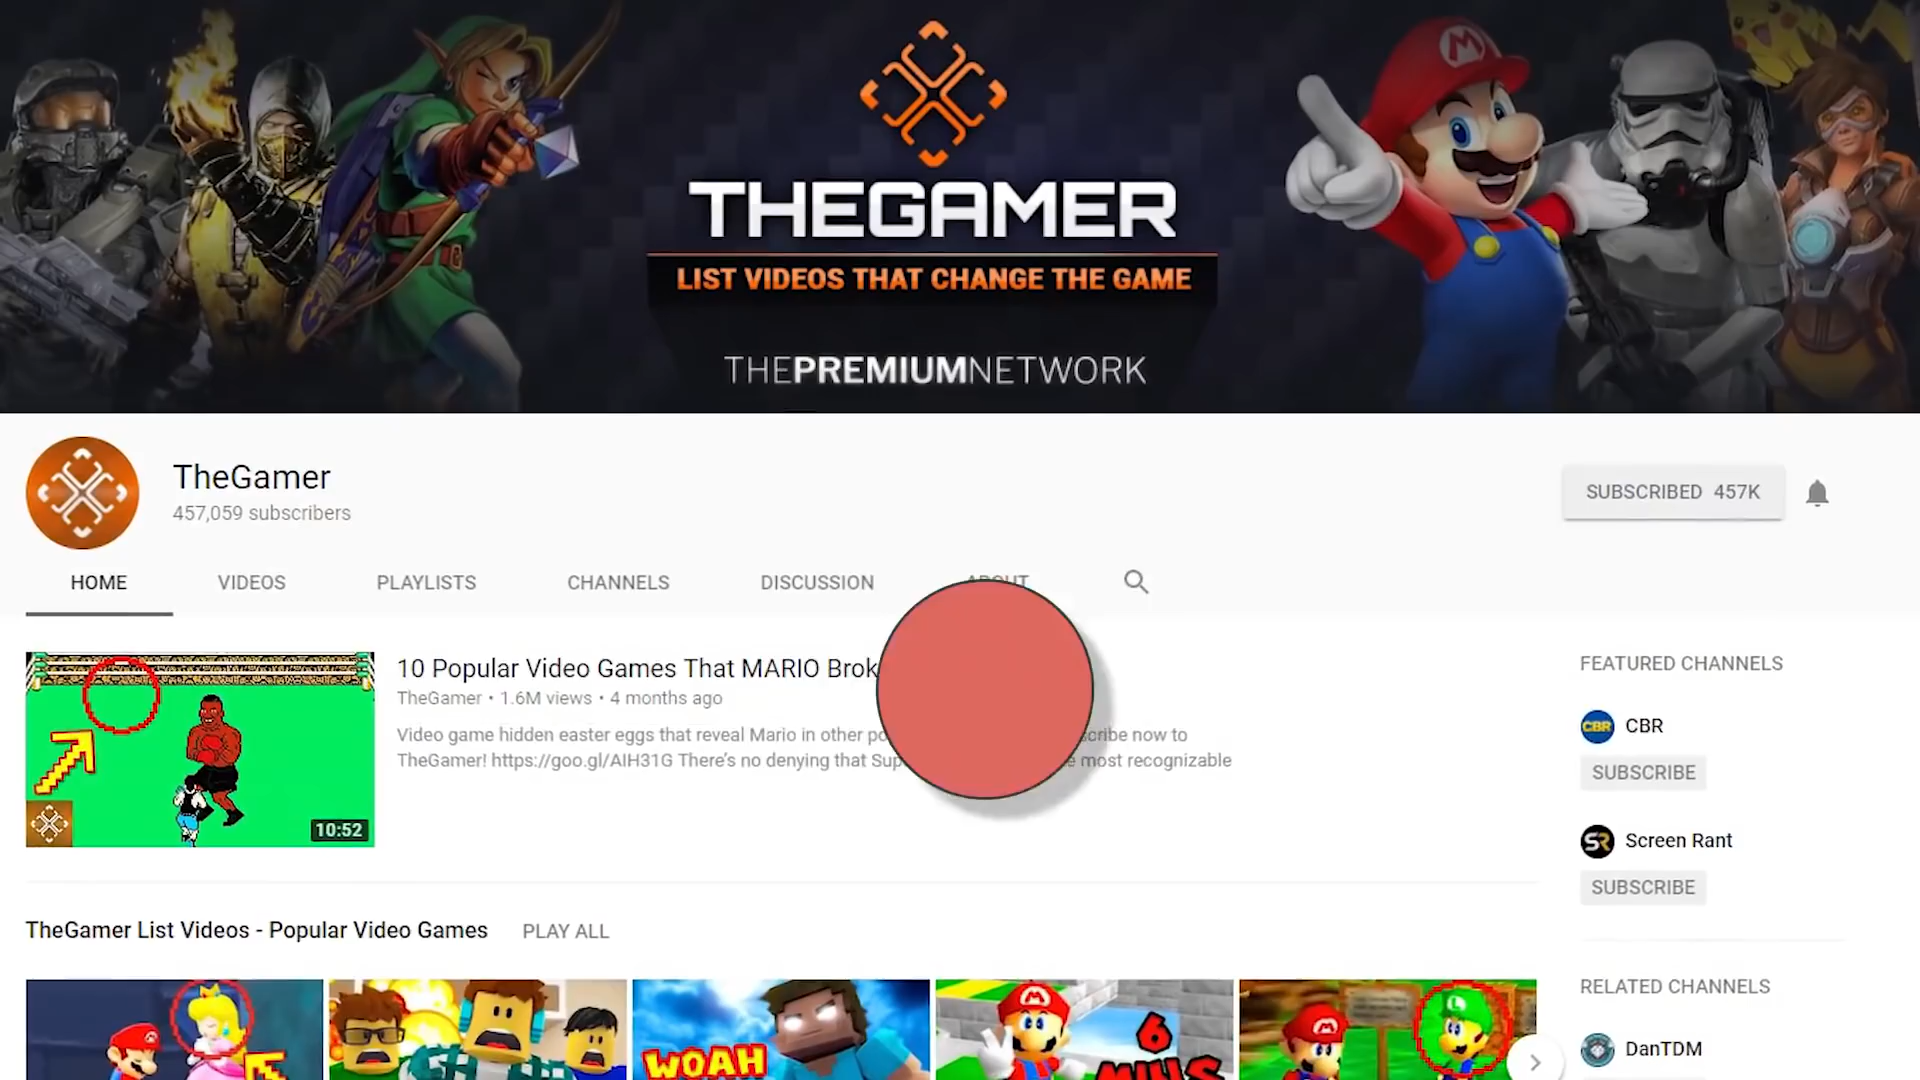 THEGAMER
LIST VIDEOS THAT CHANGE THE GAME
THEPREMIUMNETWORK
TheGamer
457,059 subscribers
SUBSCRIBED 457K
HOME VIDEOS PLAYLISTS CHANNELS DISCUSSION ABOUT
10 Popular Video Games That MARIO Brok
TheGamer • 1.6M views • 4 months ago
Video game hidden easter eggs that reveal Mario in other po cribe now to
TheGamer! https://goo.gl/AIH31G There's no denying that Sup e most recognizable
10:52
FEATURED CHANNELS
CBR
CBR
SUBSCRIBE
SR
Screen Rant
SUBSCRIBE
TheGamer List Videos - Popular Video Games PLAY ALL
WOAH
6
MINS
RELATED CHANNELS
DanTDM